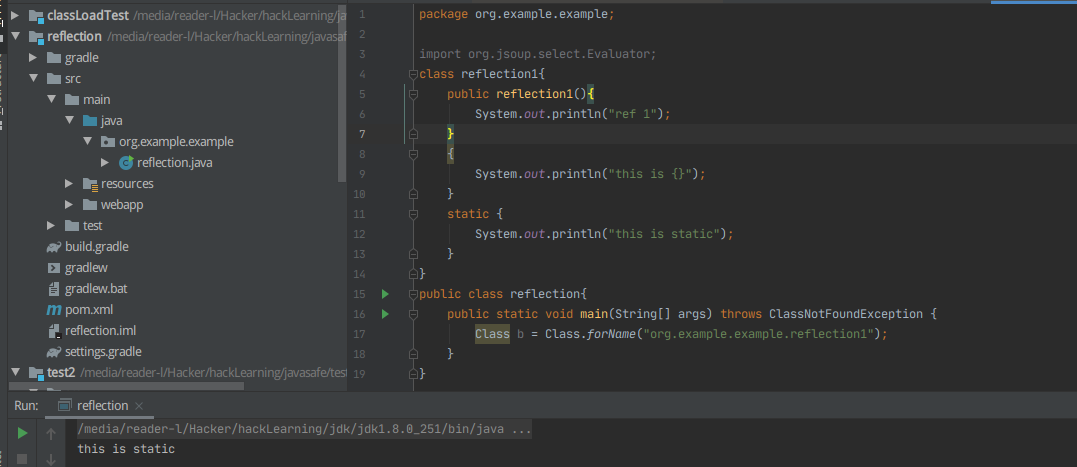 classLoadTest /media/reader-l/Hacker/hackLearning/ja
reflection /media/reader-l/Hacker/hackLearning/javasaf
gradle
src
main
java
org.example.example
reflection.java
resources
webapp
test
build.gradle
gradlew
gradlew.bat
pom.xml
reflection.iml
settings.gradle
test2 /media/reader-l/Hacker/hackLearning/javasafe/test
1 package org.example.example;
2
3 import org.jsoup.select.Evaluator;
4 class reflection1{
5 public reflection1(){
6 System.out.println("ref 1");
7 }
8 {
9 System.out.println("this is {}");
10 }
11 static {
12 System.out.println("this is static");
13 }
14 }
15 public class reflection{
16 public static void main(String[] args) throws ClassNotFoundException {
17 Class b = Class.forName("org.example.example.reflection1");
18 }
19 }
Run: reflection ×
/media/reader-l/Hacker/hackLearning/jdk/jdk1.8.0_251/bin/java ...
this is static